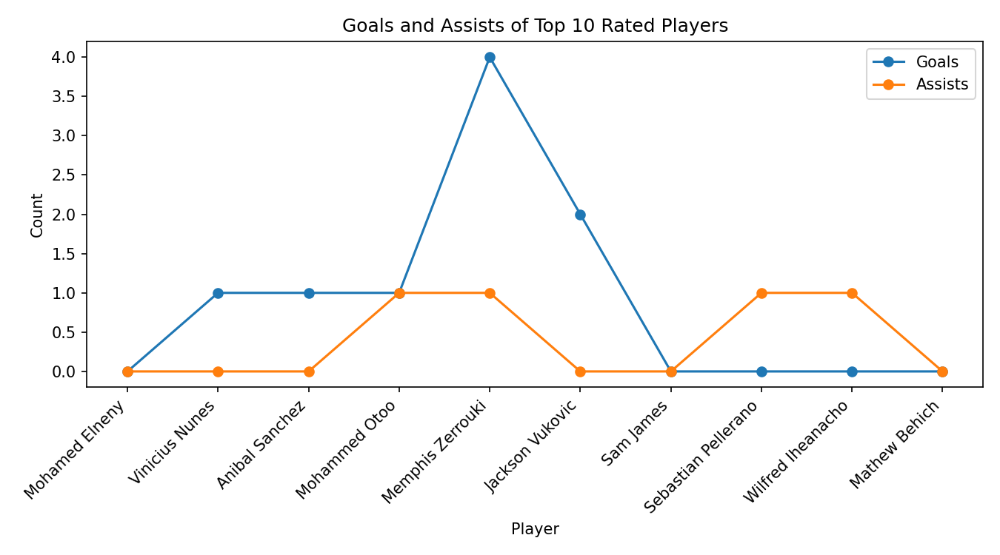 Goals and Assists of Top 10 Rated Players
Goals
Assists
Count
4.0
3.5
3.0
2.5
2.0
1.5
1.0
0.5
0.0
Mohamed Elneny
Vinicius Nunes
Anibal Sanchez
Mohammed Otoo
Memphis Zerrouki
Jackson Vukovic
Sam James
Sebastian Pellerano
Wilfred Iheanacho
Mathew Behich
Player